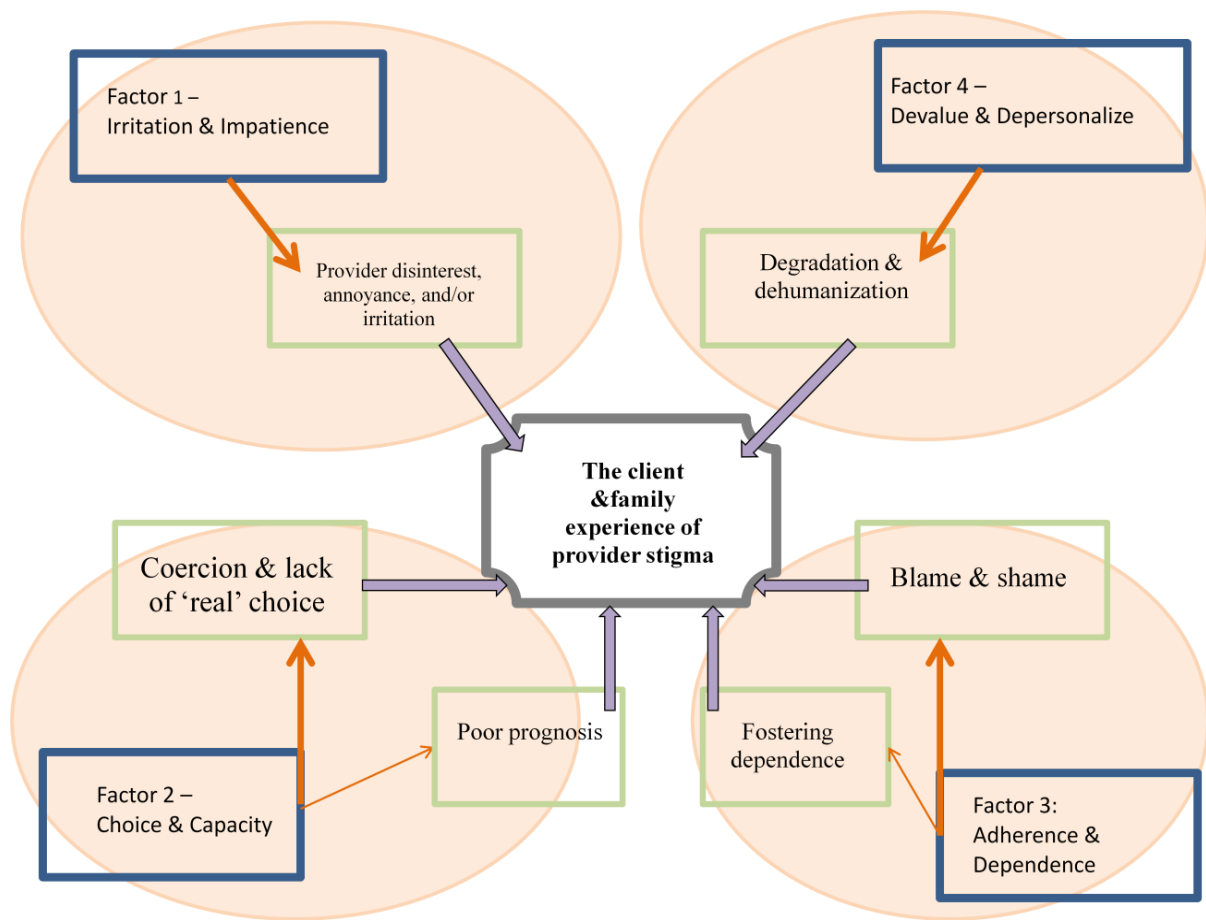 Factor 1 –
Irritation & Impatience
Factor 4 –
Devalue & Depersonalize
Provider disinterest,
annoyance, and/or
irritation
Degradation &
dehumanization
The client
&family
experience of
provider stigma
Coercion & lack
of ‘real’ choice
Blame & shame
Poor prognosis
Fostering
dependence
Factor 2 –
Choice & Capacity
Factor 3:
Adherence &
Dependence